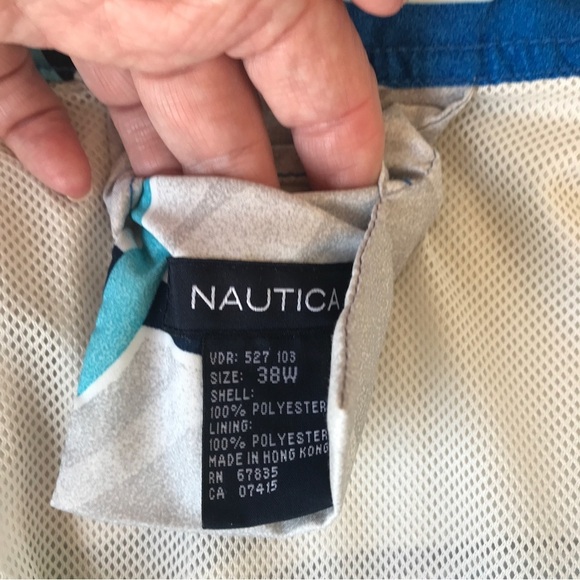 NAUTICA
VDR: 527 103
SIZE: 38W
SHELL:
100% POLYESTER
LINING:
100% POLYESTER
MADE IN HONG KONG
RN 67835
CA 07415